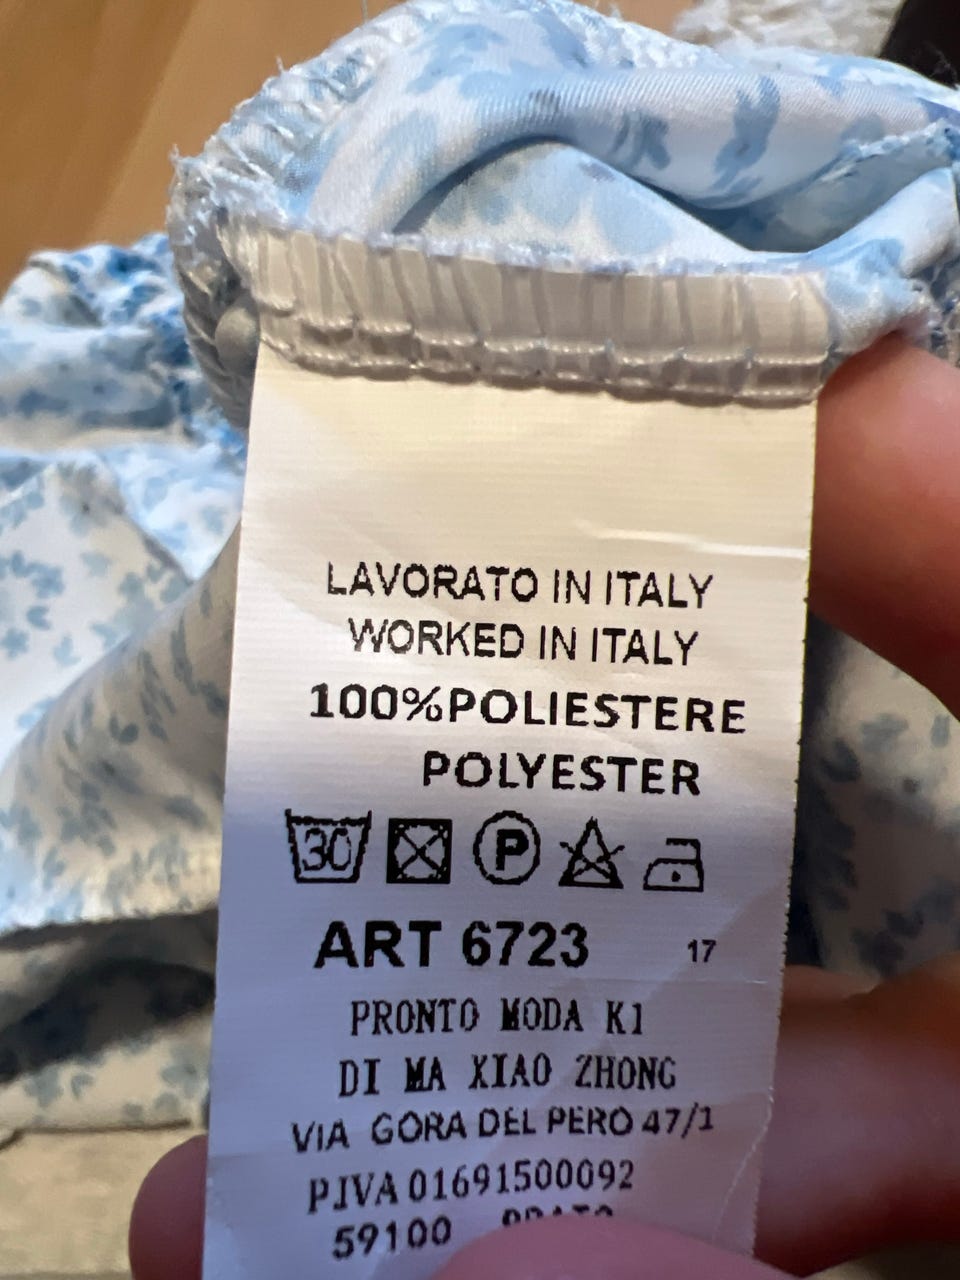 LAVORATO IN ITALY
WORKED IN ITALY
100%POLIESTERE
POLYESTER
30 P
ART 6723 17
PRONTO MODA K1
DI MA XIAO ZHONG
VIA GORA DEL PERO 47/1
P.IVA 01691500092
59100